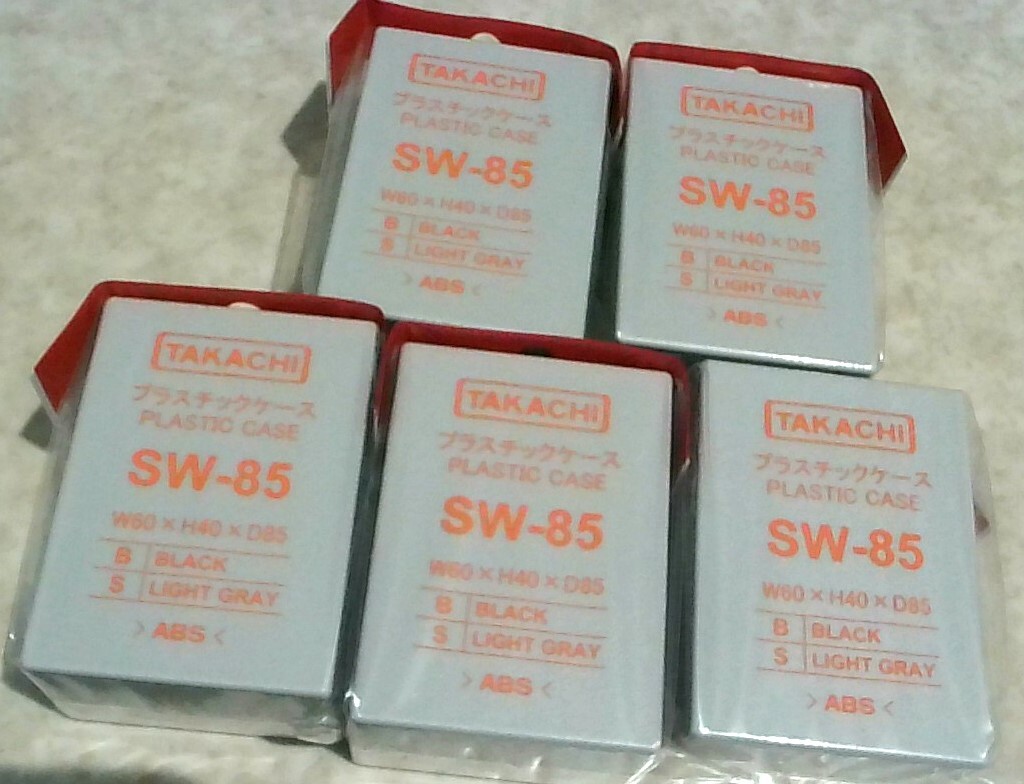 TAKACHI
プラスチックケース
PLASTIC CASE
SW-85
W60×H40×D85
B BLACK
S LIGHT GRAY
>ABS<
TAKACHI
プラスチックケース
PLASTIC CASE
SW-85
W60×H40×D85
B BLACK
S LIGHT GRAY
>ABS<
TAKACHI
プラスチックケース
PLASTIC CASE
SW-85
W60×H40×D85
B BLACK
S LIGHT GRAY
>ABS<
TAKACHI
プラスチックケース
PLASTIC CASE
SW-85
W60×H40×D85
B BLACK
S LIGHT GRAY
>ABS<
TAKACHI
プラスチックケース
PLASTIC CASE
SW-85
W60×H40×D85
B BLACK
S LIGHT GRAY
>ABS<